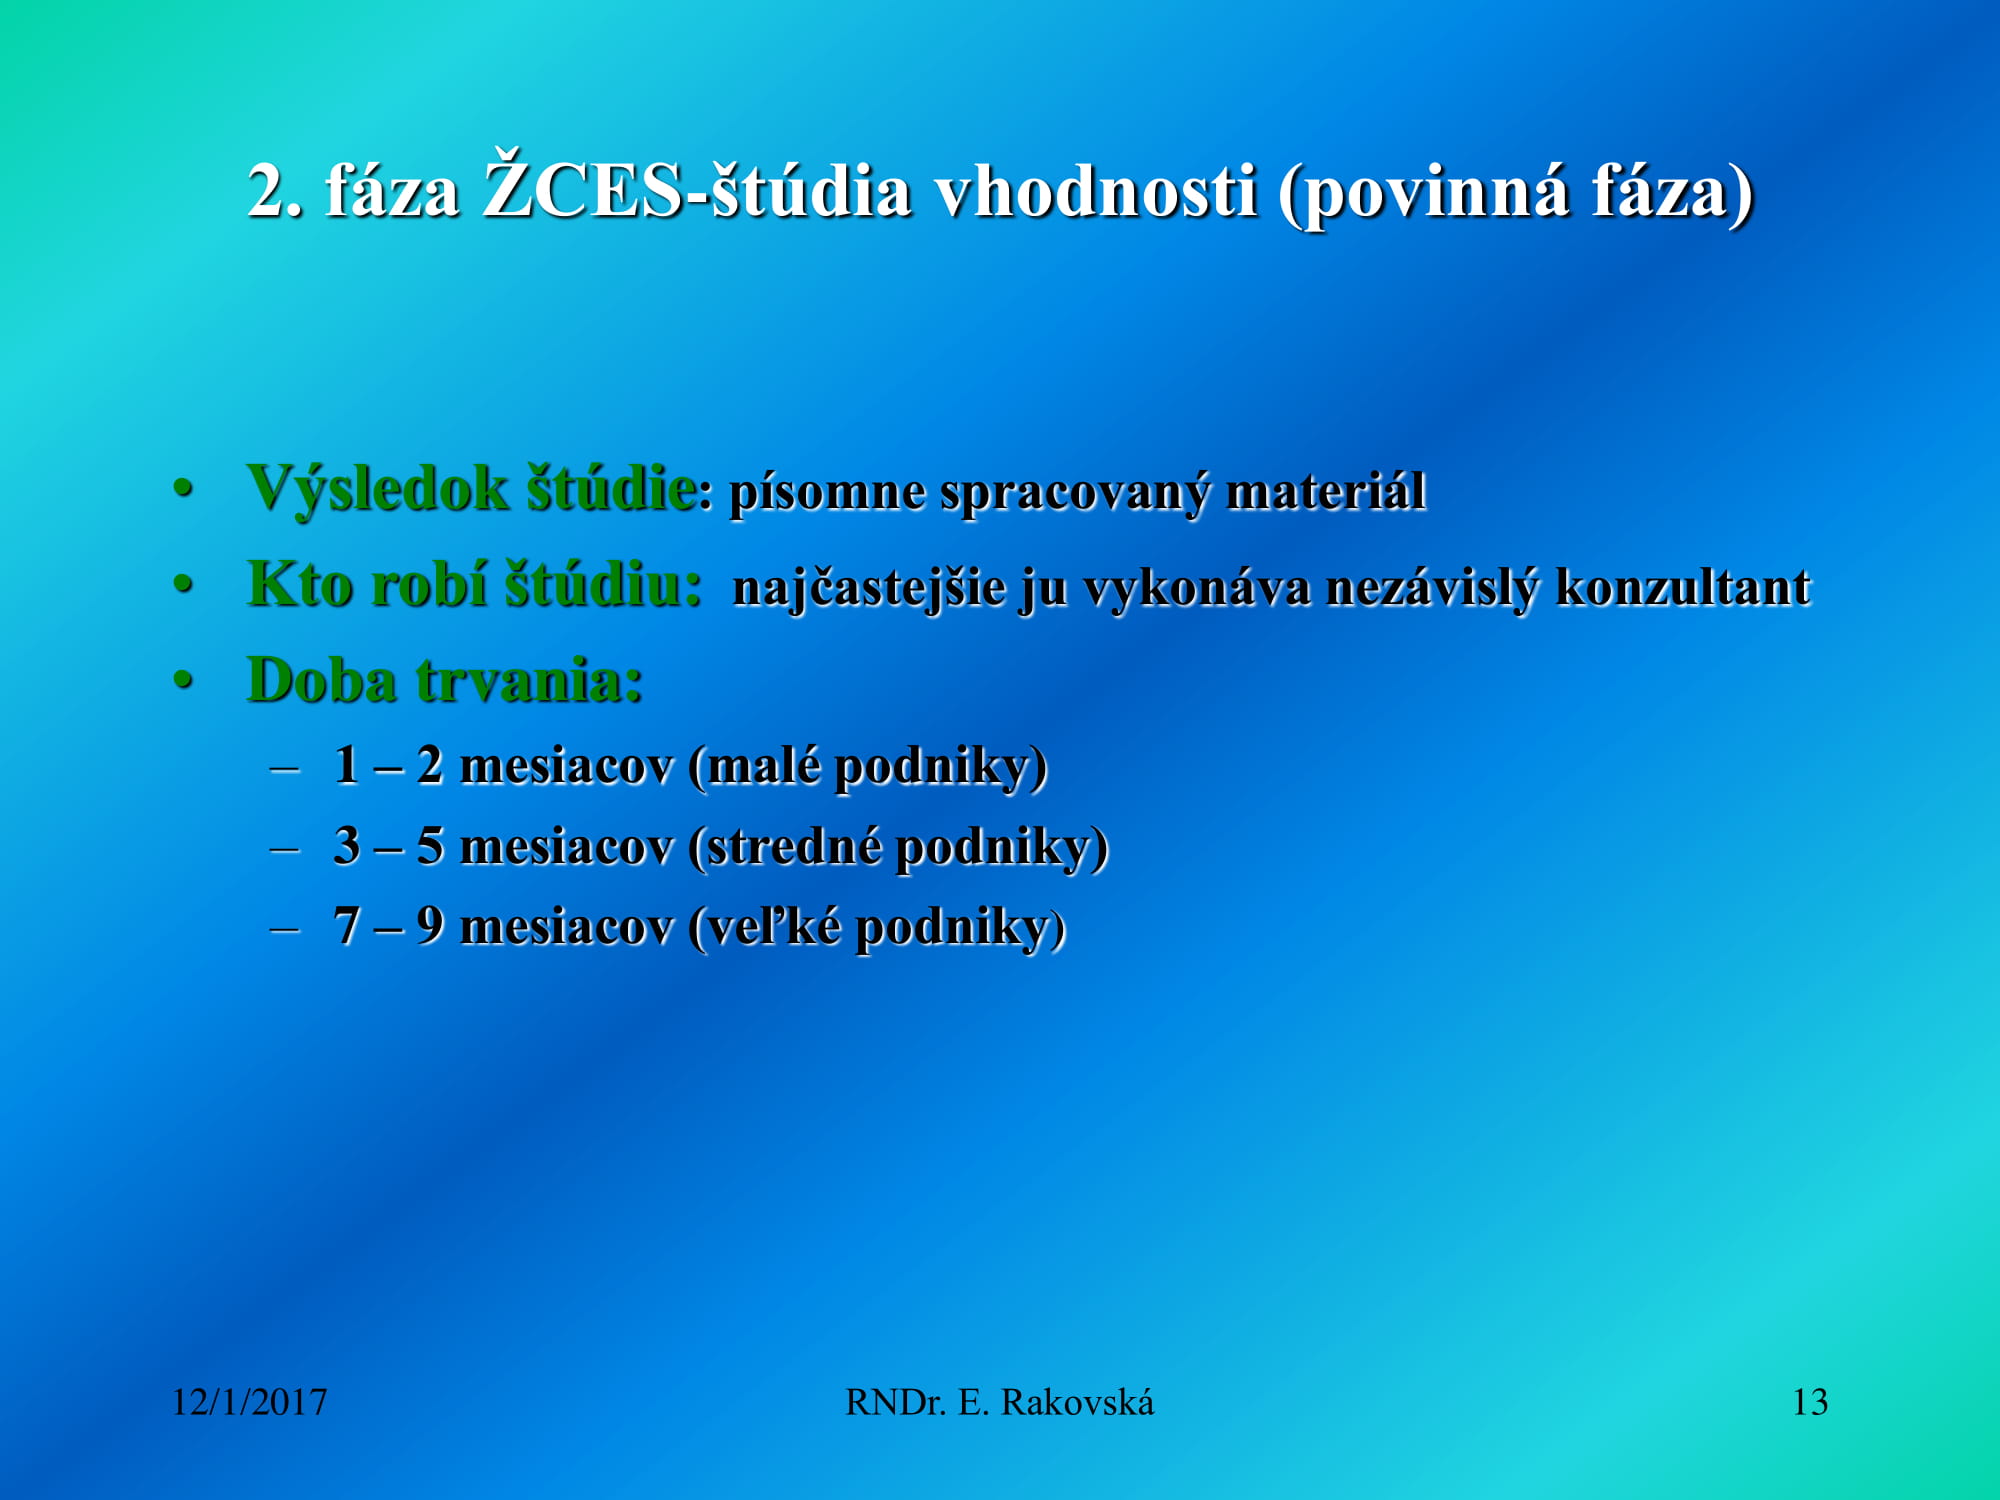 2. fáza ŽCES-štúdia vhodnosti (povinná fáza)
• Výsledok štúdie: písomne spracovaný materiál
• Kto robí štúdiu: najčastejšie ju vykonáva nezávislý konzultant
• Doba trvania:
– 1 – 2 mesiacov (malé podniky)
– 3 – 5 mesiacov (stredné podniky)
– 7 – 9 mesiacov (veľké podniky)
12/1/2017
RNDr. E. Rakovská
13